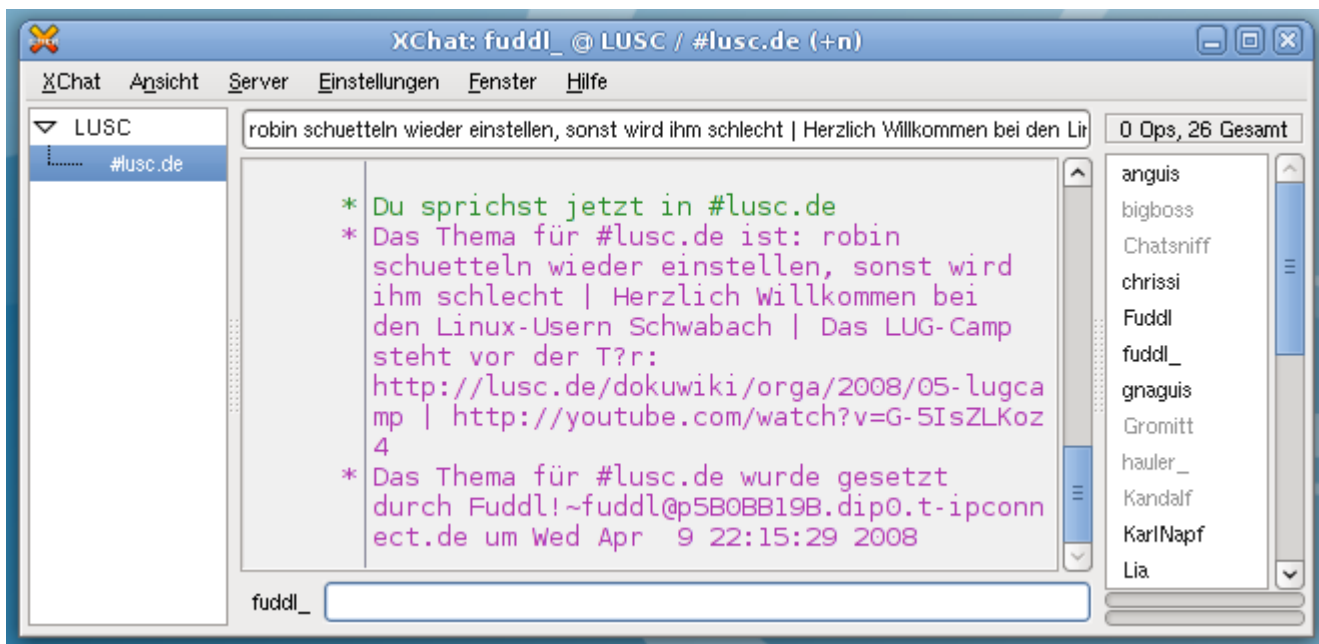 XChat: fuddl_ @ LUSC / #lusc.de (+n)
XChat Ansicht Server Einstellungen Fenster Hilfe
LUSC
#lusc.de
robin schuetteln wieder einstellen, sonst wird ihm schlecht | Herzlich Willkommen bei den Lin
0 Ops, 26 Gesamt
* Du sprichst jetzt in #lusc.de
* Das Thema für #lusc.de ist: robin
schuetteln wieder einstellen, sonst wird
ihm schlecht | Herzlich Willkommen bei
den Linux-Usern Schwabach | Das LUG-Camp
steht vor der T?r:
http://lusc.de/dokuwiki/orga/2008/05-lugca
mp | http://youtube.com/watch?v=G-5IsZLKoz
4
* Das Thema für #lusc.de wurde gesetzt
durch Fuddl!~fuddl@p5B0BB19B.dip0.t-ipconn
ect.de um Wed Apr  9 22:15:29 2008
anguis
bigboss
Chatsniff
chrissi
Fuddl
fuddl_
gnaguis
Gromitt
hauler_
Kandalf
KarlNapf
Lia
fuddl_